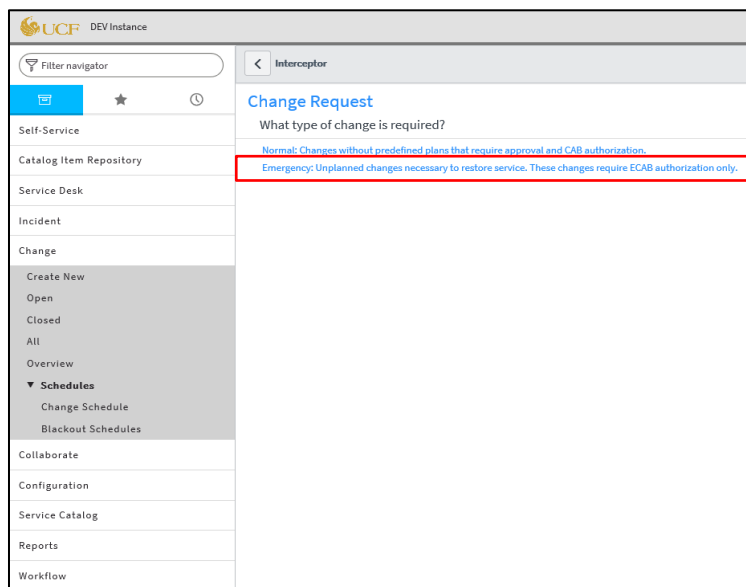 UCF DEV Instance
Filter navigator
Interceptor
Change Request
What type of change is required?
Normal: Changes without predefined plans that require approval and CAB authorization.
Emergency: Unplanned changes necessary to restore service. These changes require ECAB authorization only.
Self-Service
Catalog Item Repository
Service Desk
Incident
Change
Create New
Open
Closed
All
Overview
Schedules
Change Schedule
Blackout Schedules
Collaborate
Configuration
Service Catalog
Reports
Workflow